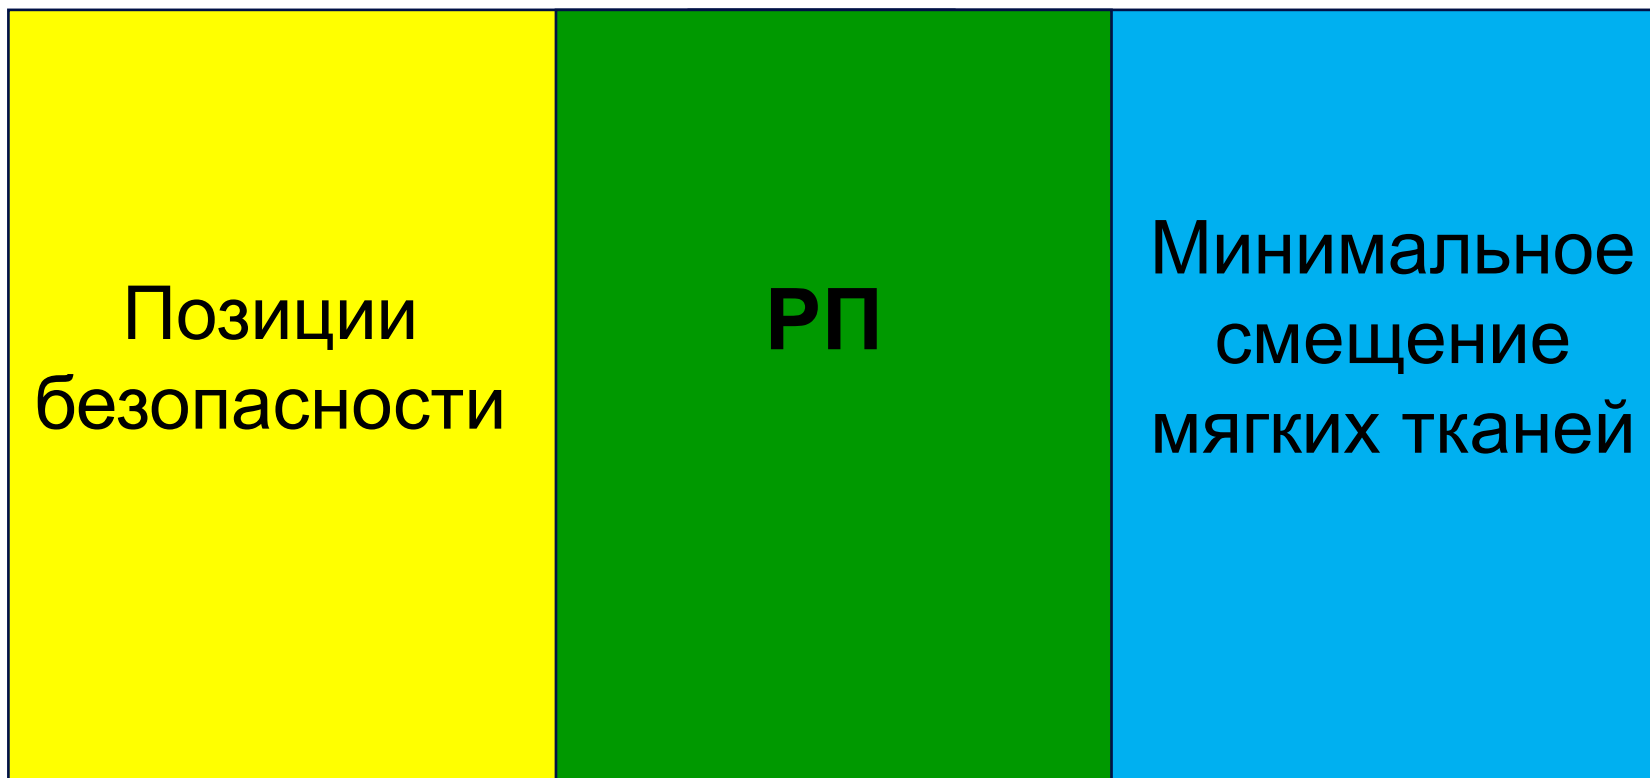 Позиции
безопасности
РП
Минимальное
смещение
мягких тканей